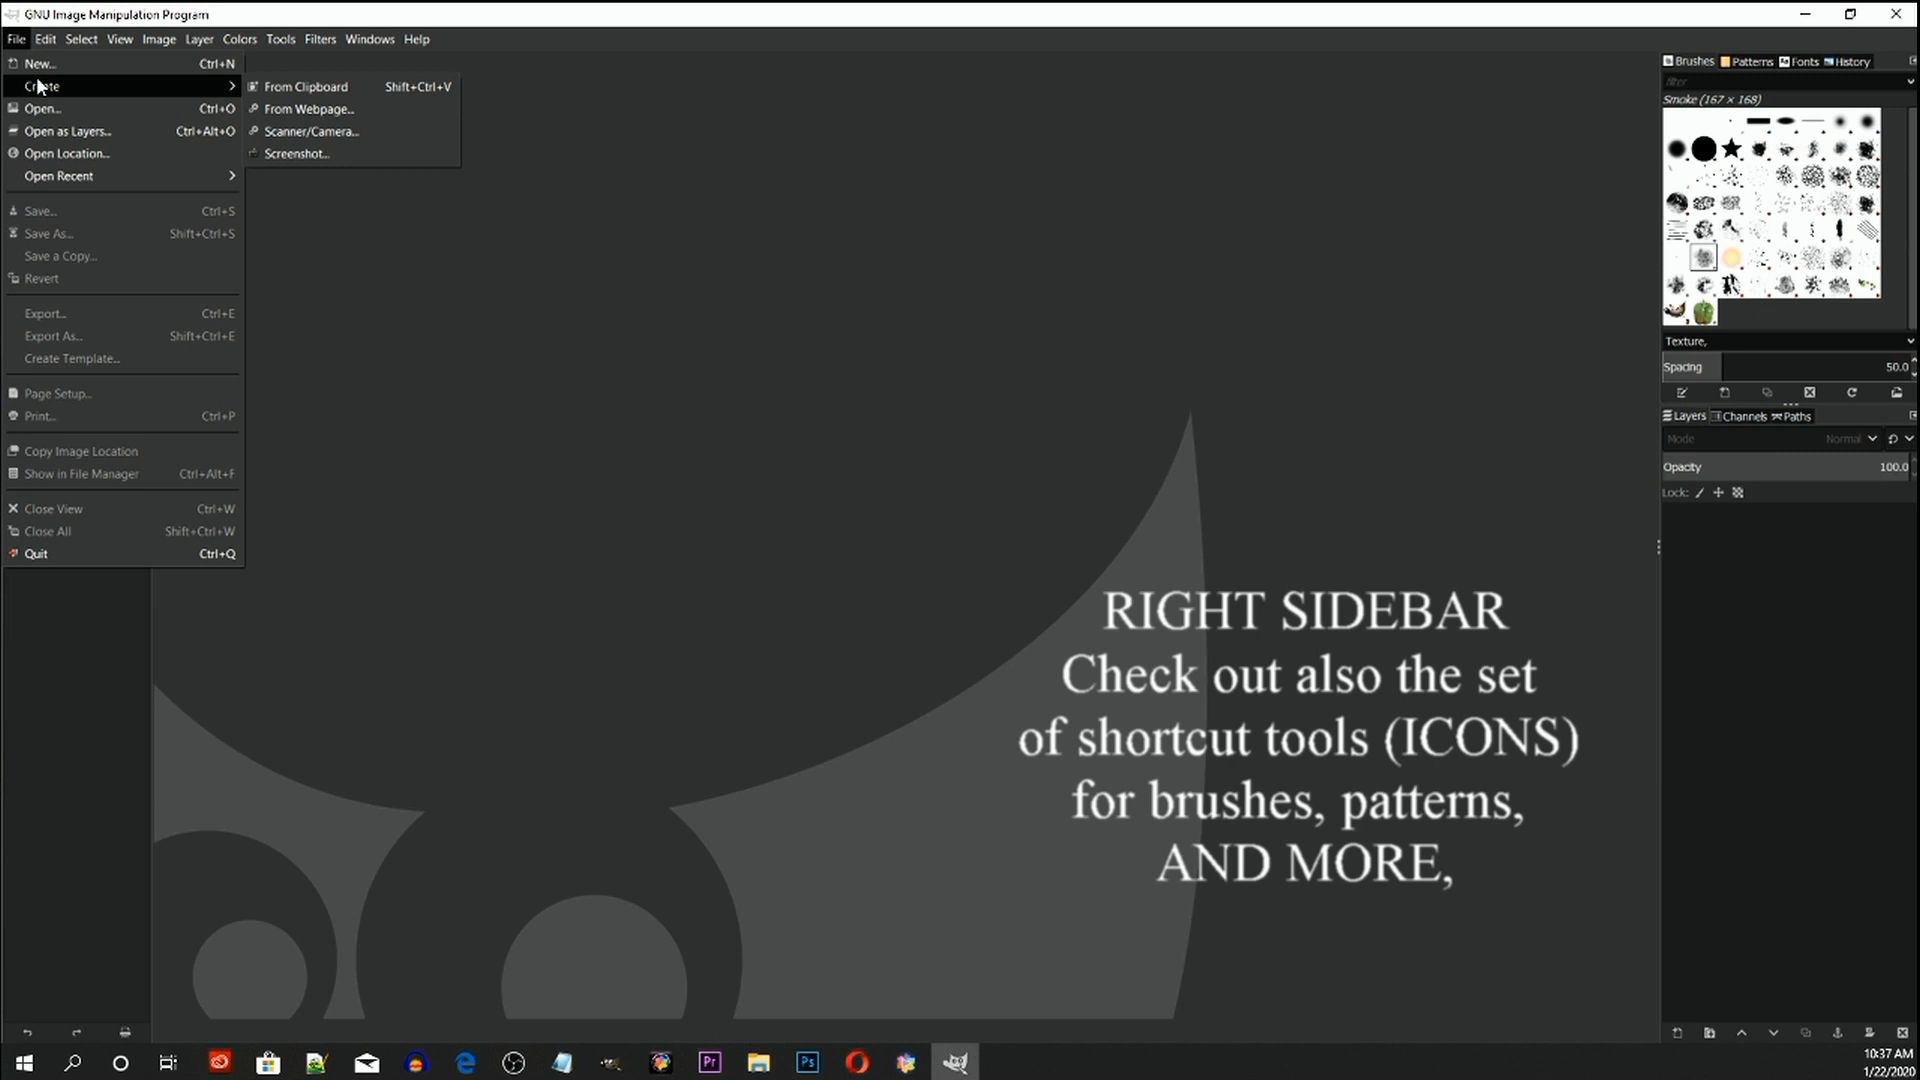 GNU Image Manipulation Program
File Edit Select View Image Layer Colors Tools Filters Windows Help
New... Ctrl+N
Create
Open... Ctrl+O
Open as Layers... Ctrl+Alt+O
Open Location...
Open Recent
Save... Ctrl+S
Save As... Shift+Ctrl+S
Save a Copy...
Revert
Export... Ctrl+E
Export As... Shift+Ctrl+E
Create Template...
Page Setup...
Print... Ctrl+P
Copy Image Location
Show in File Manager Ctrl+Alt+F
Close View Ctrl+W
Close All Shift+Ctrl+W
Quit Ctrl+Q
From Clipboard Shift+Ctrl+V
From Webpage...
Scanner/Camera...
Screenshot...
Brushes Patterns Fonts History
filter
Smoke (167 × 168)
Texture,
Spacing 50.0
Layers Channels Paths
Mode Normal
Opacity 100.0
Lock:
RIGHT SIDEBAR
Check out also the set
of shortcut tools (ICONS)
for brushes, patterns,
AND MORE,
Pr
Ps
10:37 AM
1/22/2020